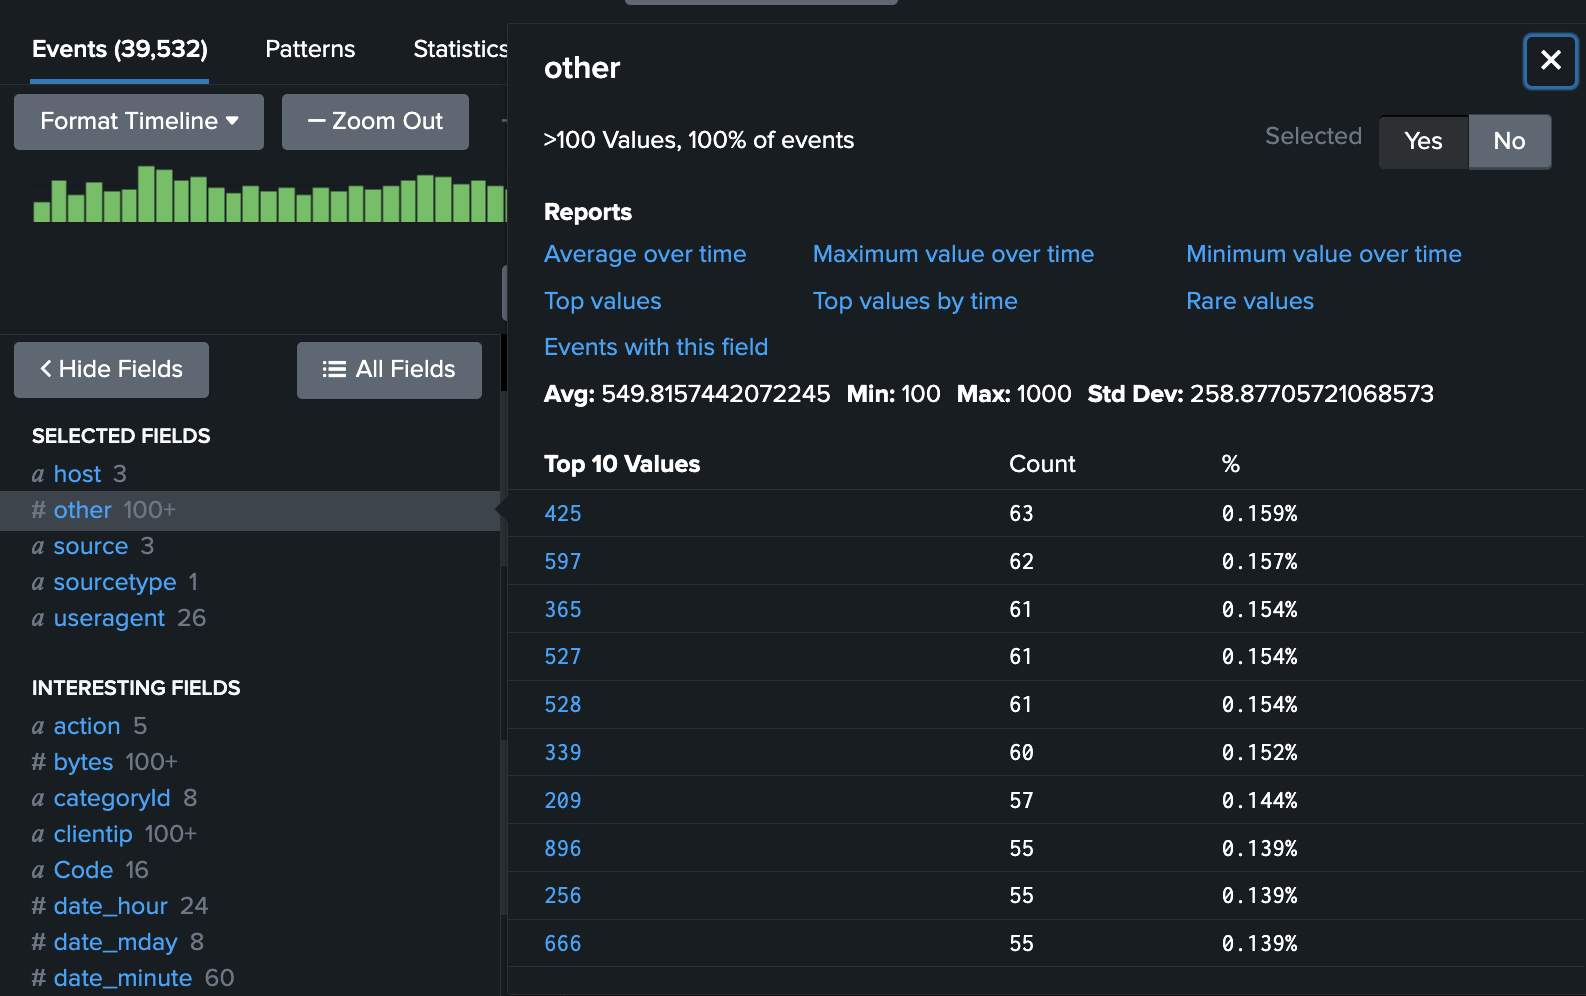 Events (39,532)
Patterns
Statistics
Format Timeline
– Zoom Out
Hide Fields
All Fields
SELECTED FIELDS
a host 3
# other 100+
a source 3
a sourcetype 1
a useragent 26
INTERESTING FIELDS
a action 5
# bytes 100+
a categoryId 8
a clientip 100+
a Code 16
# date_hour 24
# date_mday 8
# date_minute 60
other
>100 Values, 100% of events
Selected Yes No
Reports
Average over time Maximum value over time Minimum value over time
Top values Top values by time Rare values
Events with this field
Avg: 549.8157442072245 Min: 100 Max: 1000 Std Dev: 258.87705721068573
Top 10 Values Count %
425 63 0.159%
597 62 0.157%
365 61 0.154%
527 61 0.154%
528 61 0.154%
339 60 0.152%
209 57 0.144%
896 55 0.139%
256 55 0.139%
666 55 0.139%